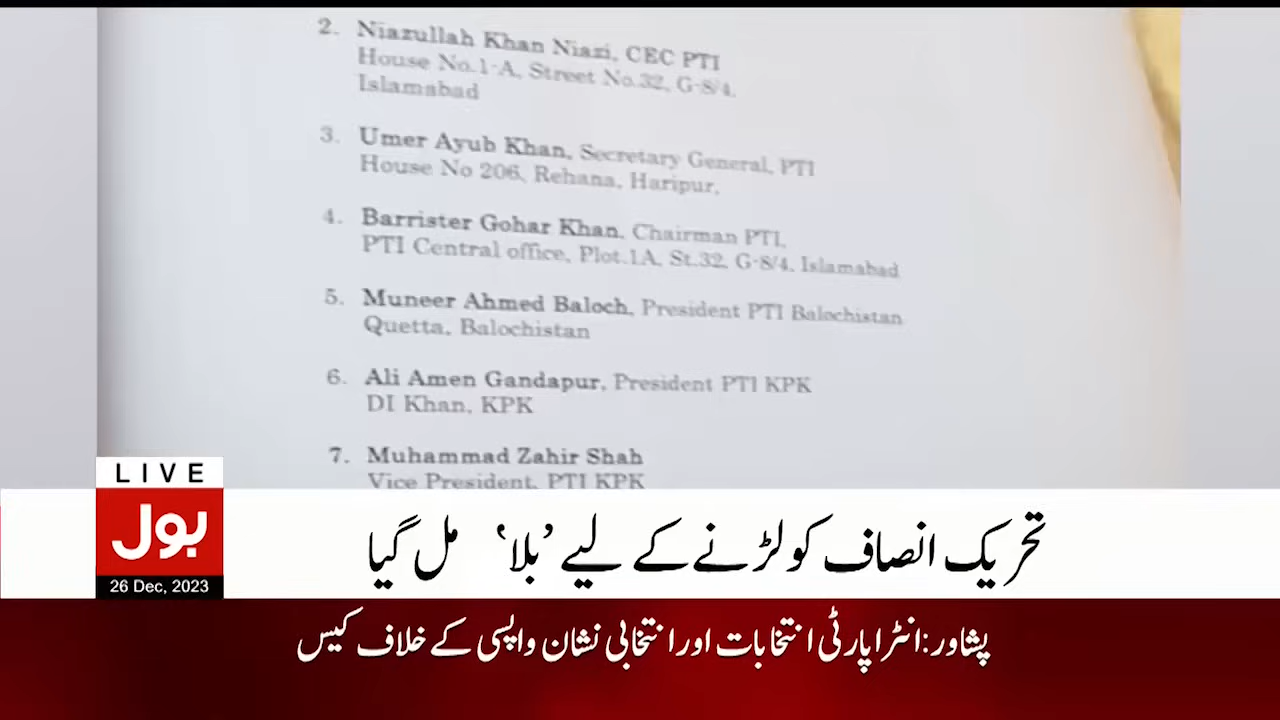 2. Niazullah Khan Niazi, CEC PTI
House No.1-A, Street No.32, G-8/4,
Islamabad
3. Umer Ayub Khan, Secretary General, PTI
House No 206, Rehana, Haripur,
4. Barrister Gohar Khan, Chairman PTI,
PTI Central office, Plot.1A, St.32, G-8/4, Islamabad
5. Muneer Ahmed Baloch, President PTI Balochistan
Quetta, Balochistan
6. Ali Amen Gandapur, President PTI KPK
DI Khan, KPK
7. Muhammad Zahir Shah
Vice President, PTI KPK
LIVE
بول
26 Dec, 2023
تحریک انصاف کو لڑنے کے لیے ’بلا‘ مل گیا
پشاور: انٹرا پارٹی انتخابات اور انتخابی نشان واپسی کے خلاف کیس